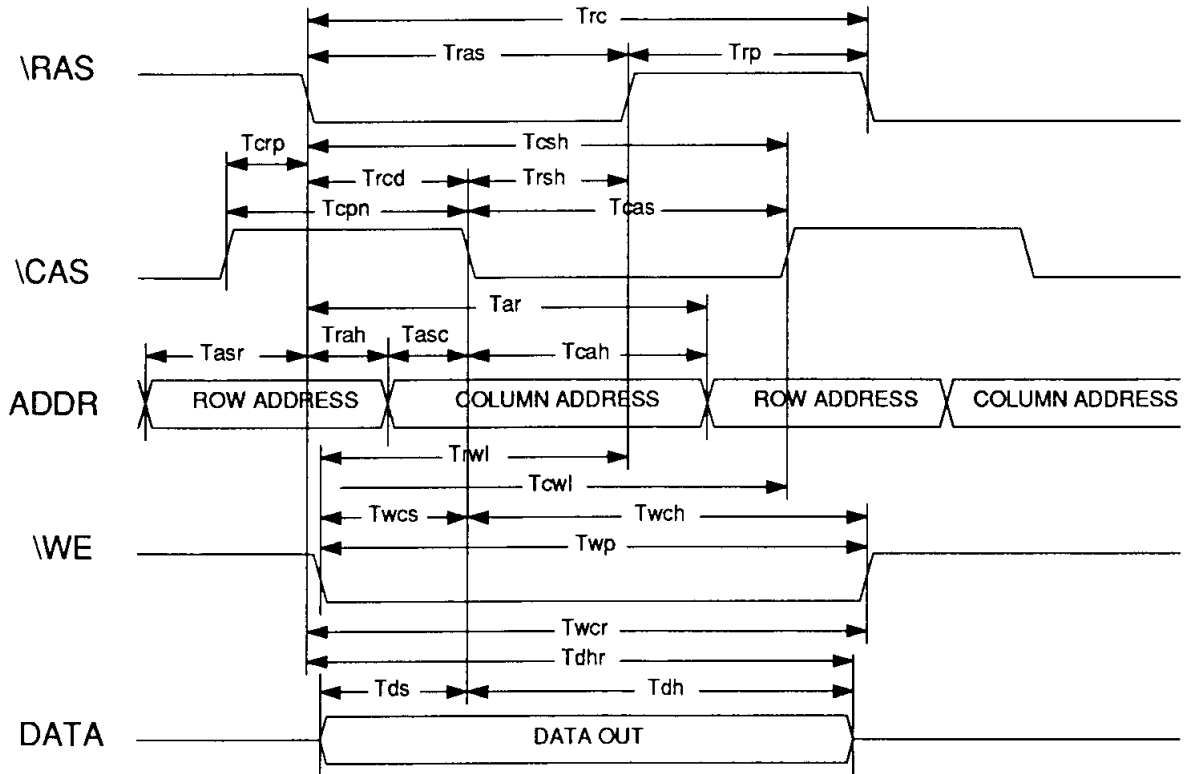 Trc
Tras Trp
\RAS
Tcrp Tcsh
Trcd Trsh
Tcpn Tcas
\CAS
Tar
Trah Tasc
Tasr Tcah
ADDR ROW ADDRESS COLUMN ADDRESS ROW ADDRESS COLUMN ADDRESS
Trwl
Tcwl
Twcs Twch
\WE Twp
Twcr
Tdhr
Tds Tdh
DATA DATA OUT